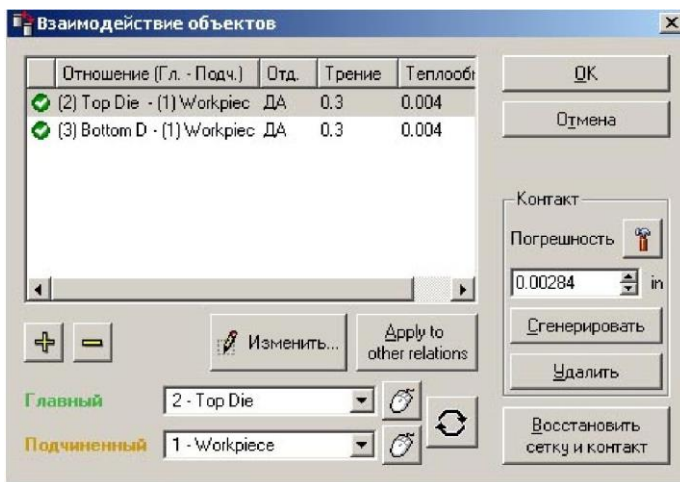 Взаимодействие объектов
Отношение (Гл. - Подч.) Отд. Трение Теплообм
(2) Top Die - (1) Workpiec ДА 0.3 0.004
(3) Bottom D - (1) Workpiec ДА 0.3 0.004
OK
Отмена
Контакт
Погрешность
0.00284 in
Сгенерировать
Удалить
Изменить...
Apply to
other relations
Главный 2 - Top Die
Подчиненный 1 - Workpiece
Восстановить
сетку и контакт